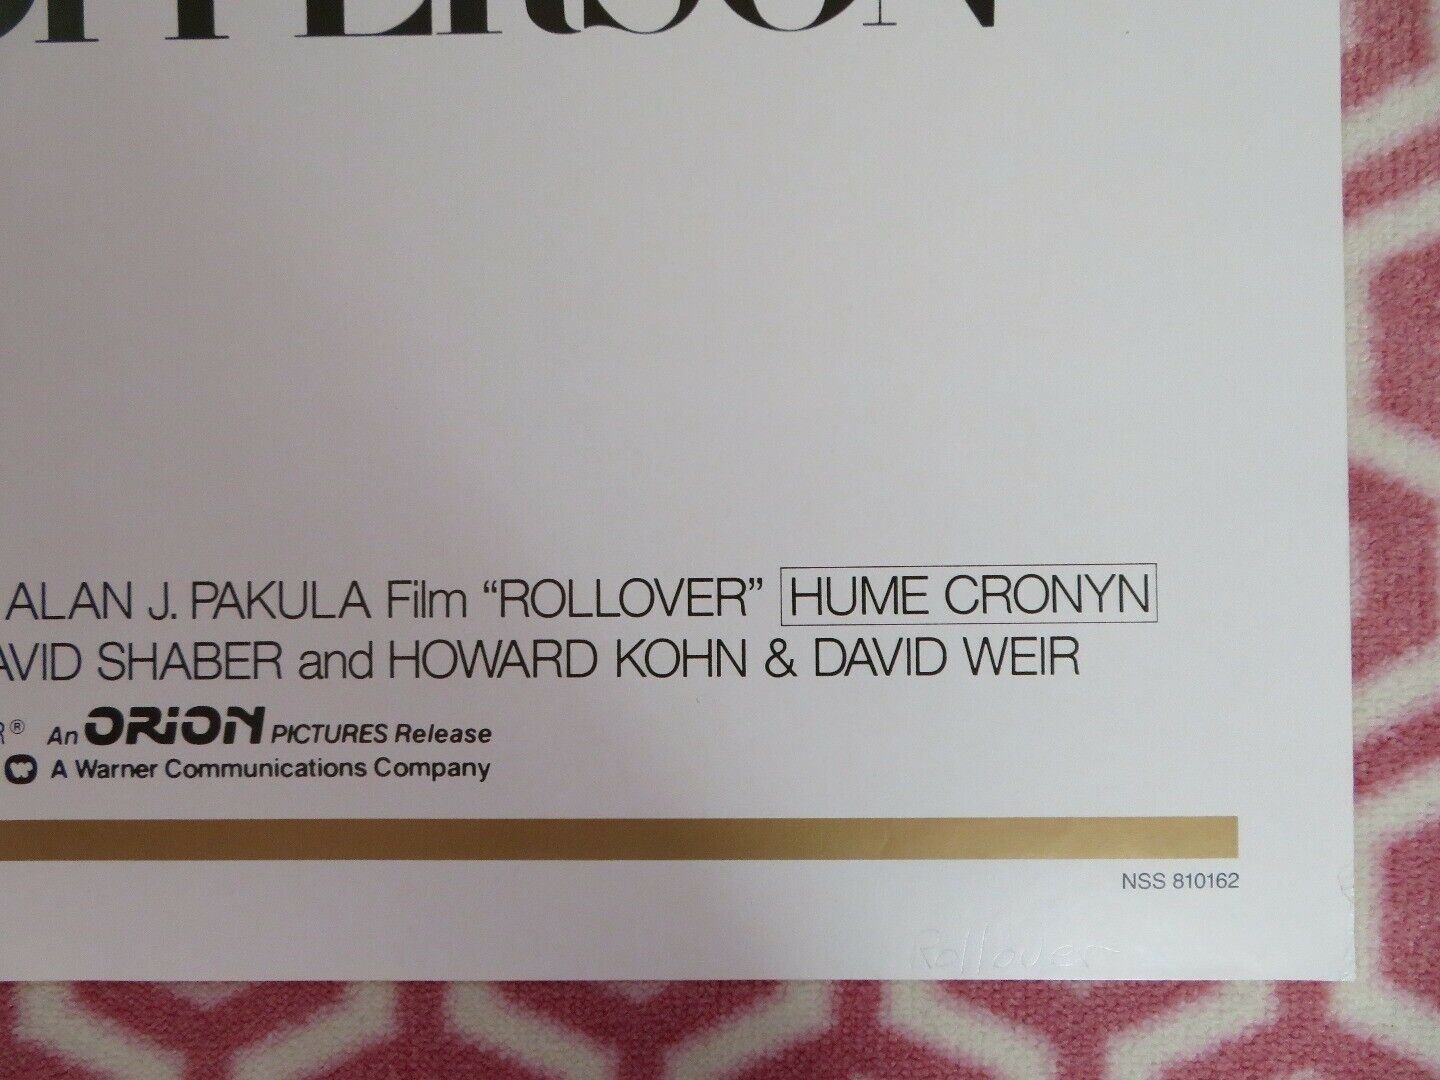 ALAN J. PAKULA Film “ROLLOVER” HUME CRONYN
AVID SHABER and HOWARD KOHN & DAVID WEIR
R® An ORION PICTURES Release
A Warner Communications Company
NSS 810162
Rollover